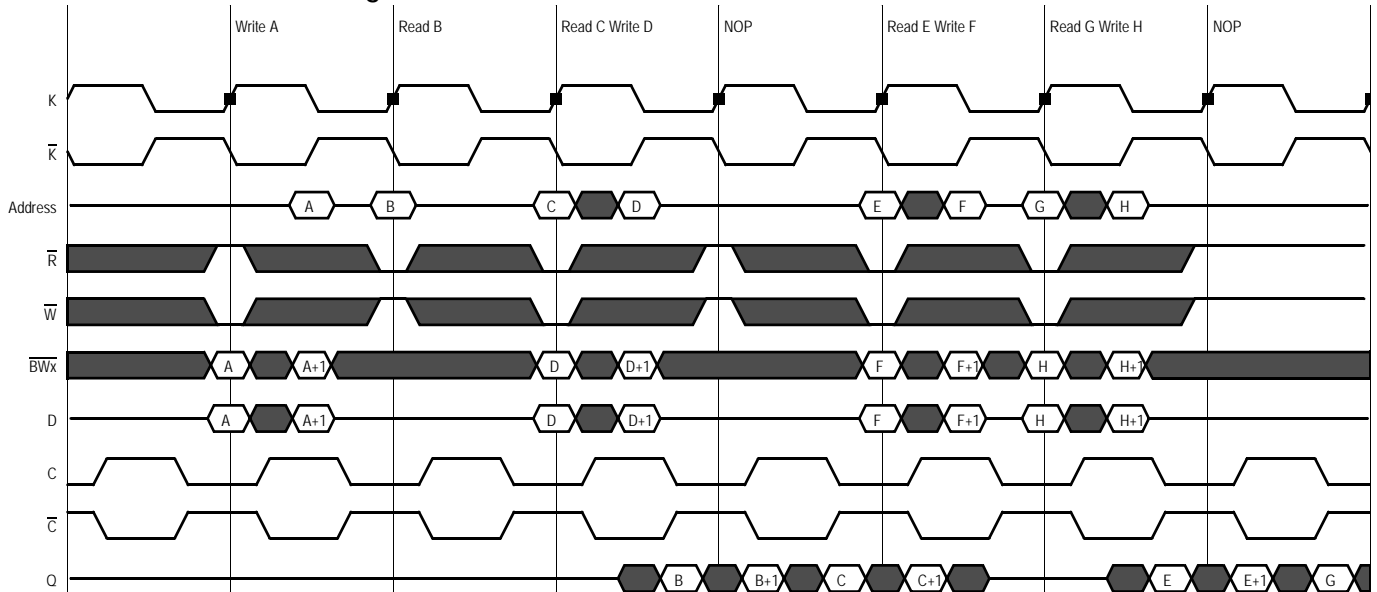 Write A Read B Read C Write D NOP Read E Write F Read G Write H NOP
K
K̅
Address A B C D E F G H
R̅
W̅
B̅W̅x̅ A A+1 D D+1 F F+1 H H+1
D A A+1 D D+1 F F+1 H H+1
C
C̅
Q B B+1 C C+1 E E+1 G